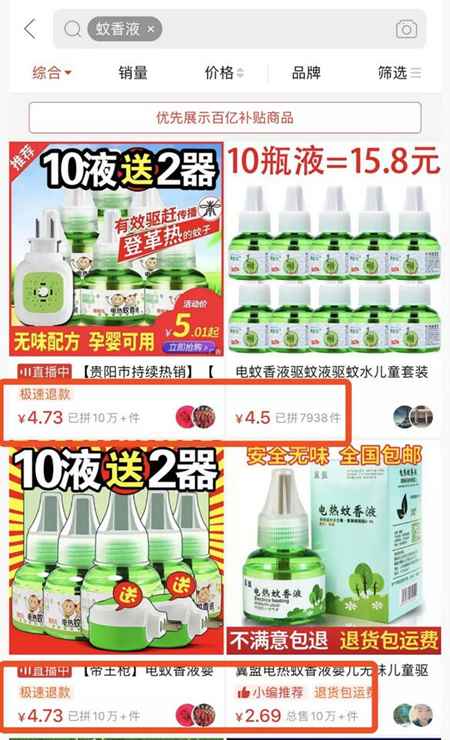 蚊香液 ×
综合 销量 价格 品牌 筛选
优先展示百亿补贴商品
推荐
10液送2器
有效驱赶传播
登革热的蚊子
电热蚊香液
活动价
¥5.01起
立即抢购
无味配方 孕婴可用
直播中 【贵阳市持续热销】【
极速退款
¥4.73 已拼10万+件
10瓶液=15.8元
电蚊香液驱蚊液驱蚊水儿童套装
¥4.5 已拼7938件
10液送2器
送
送
直播中 【帝王枪】电蚊香液婴
极速退款
¥4.73 已拼10万+件
安全无味 全国包邮
电热蚊香液
电热蚊香液
Electrice heating
不满意包退 退货包运费
翼盟电热蚊香液婴儿无味儿童驱
小编推荐 退货包运费
¥2.69 总售10万+件